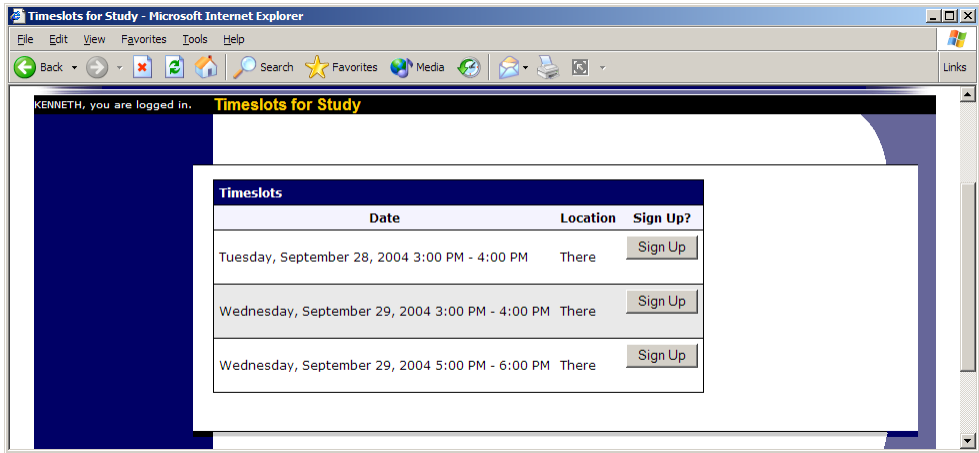 Timeslots for Study - Microsoft Internet Explorer
File Edit View Favorites Tools Help
Back Search Favorites Media Links
KENNETH, you are logged in. Timeslots for Study
Timeslots
Date Location Sign Up?
Tuesday, September 28, 2004 3:00 PM - 4:00 PM There Sign Up
Wednesday, September 29, 2004 3:00 PM - 4:00 PM There Sign Up
Wednesday, September 29, 2004 5:00 PM - 6:00 PM There Sign Up